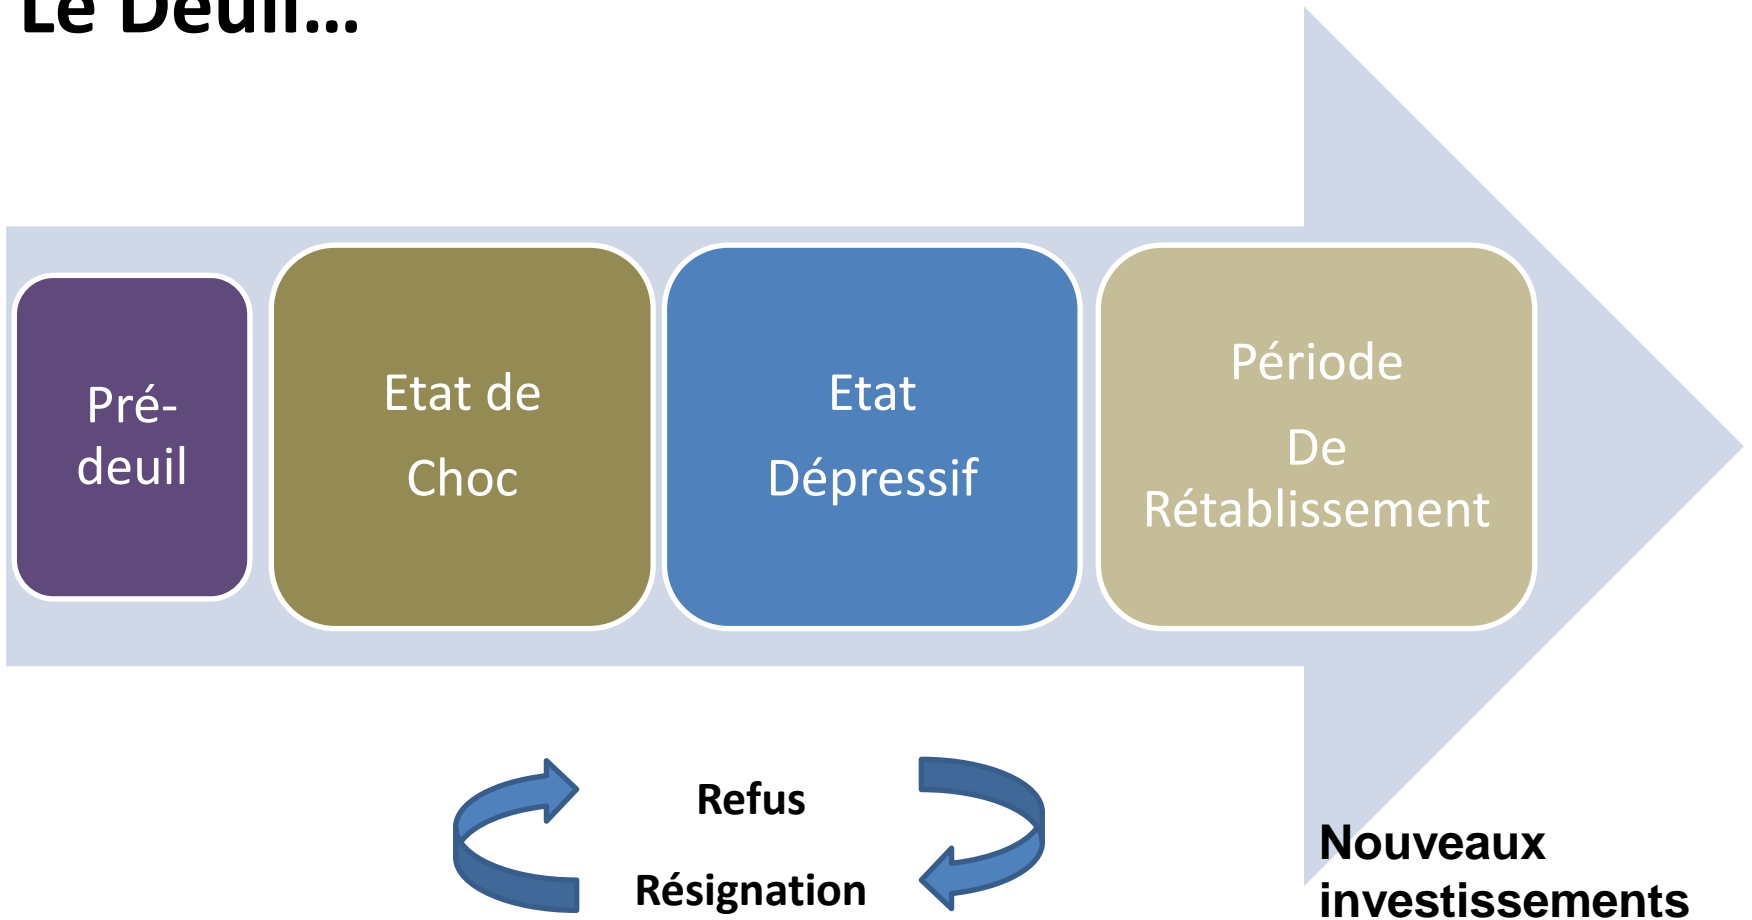 Le Deuil...
Pré-
deuil
Etat de
Choc
Etat
Dépressif
Période
De
Rétablissement
Refus
Résignation
Nouveaux
investissements